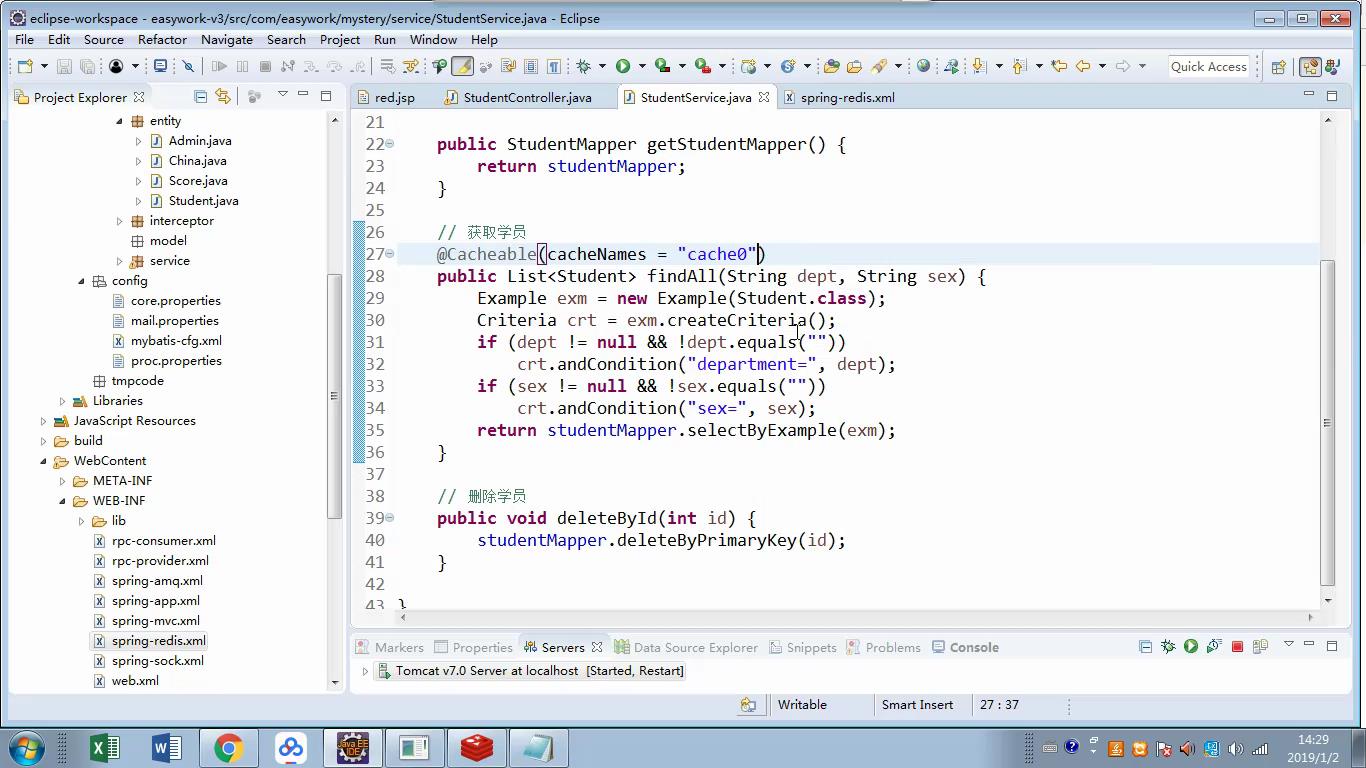 eclipse-workspace - easywork-v3/src/com/easywork/mystery/service/StudentService.java - Eclipse
File Edit Source Refactor Navigate Search Project Run Window Help
Quick Access
Project Explorer
entity
Admin.java
China.java
Score.java
Student.java
interceptor
model
service
config
core.properties
mail.properties
mybatis-cfg.xml
proc.properties
tmpcode
Libraries
JavaScript Resources
build
WebContent
META-INF
WEB-INF
lib
rpc-consumer.xml
rpc-provider.xml
spring-amq.xml
spring-app.xml
spring-mvc.xml
spring-redis.xml
spring-sock.xml
web.xml
red.jsp StudentController.java StudentService.java spring-redis.xml
21
22 public StudentMapper getStudentMapper() {
23 return studentMapper;
24 }
25
26 // 获取学员
27 @Cacheable(cacheNames = "cache0")
28 public List<Student> findAll(String dept, String sex) {
29 Example exm = new Example(Student.class);
30 Criteria crt = exm.createCriteria();
31 if (dept != null && !dept.equals(""))
32 crt.andCondition("department=", dept);
33 if (sex != null && !sex.equals(""))
34 crt.andCondition("sex=", sex);
35 return studentMapper.selectByExample(exm);
36 }
37
38 // 删除学员
39 public void deleteById(int id) {
40 studentMapper.deleteByPrimaryKey(id);
41 }
42
43 }
Markers Properties Servers Data Source Explorer Snippets Problems Console
Tomcat v7.0 Server at localhost [Started, Restart]
Writable Smart Insert 27 : 37
Java EE
IDE
14:29
2019/1/2